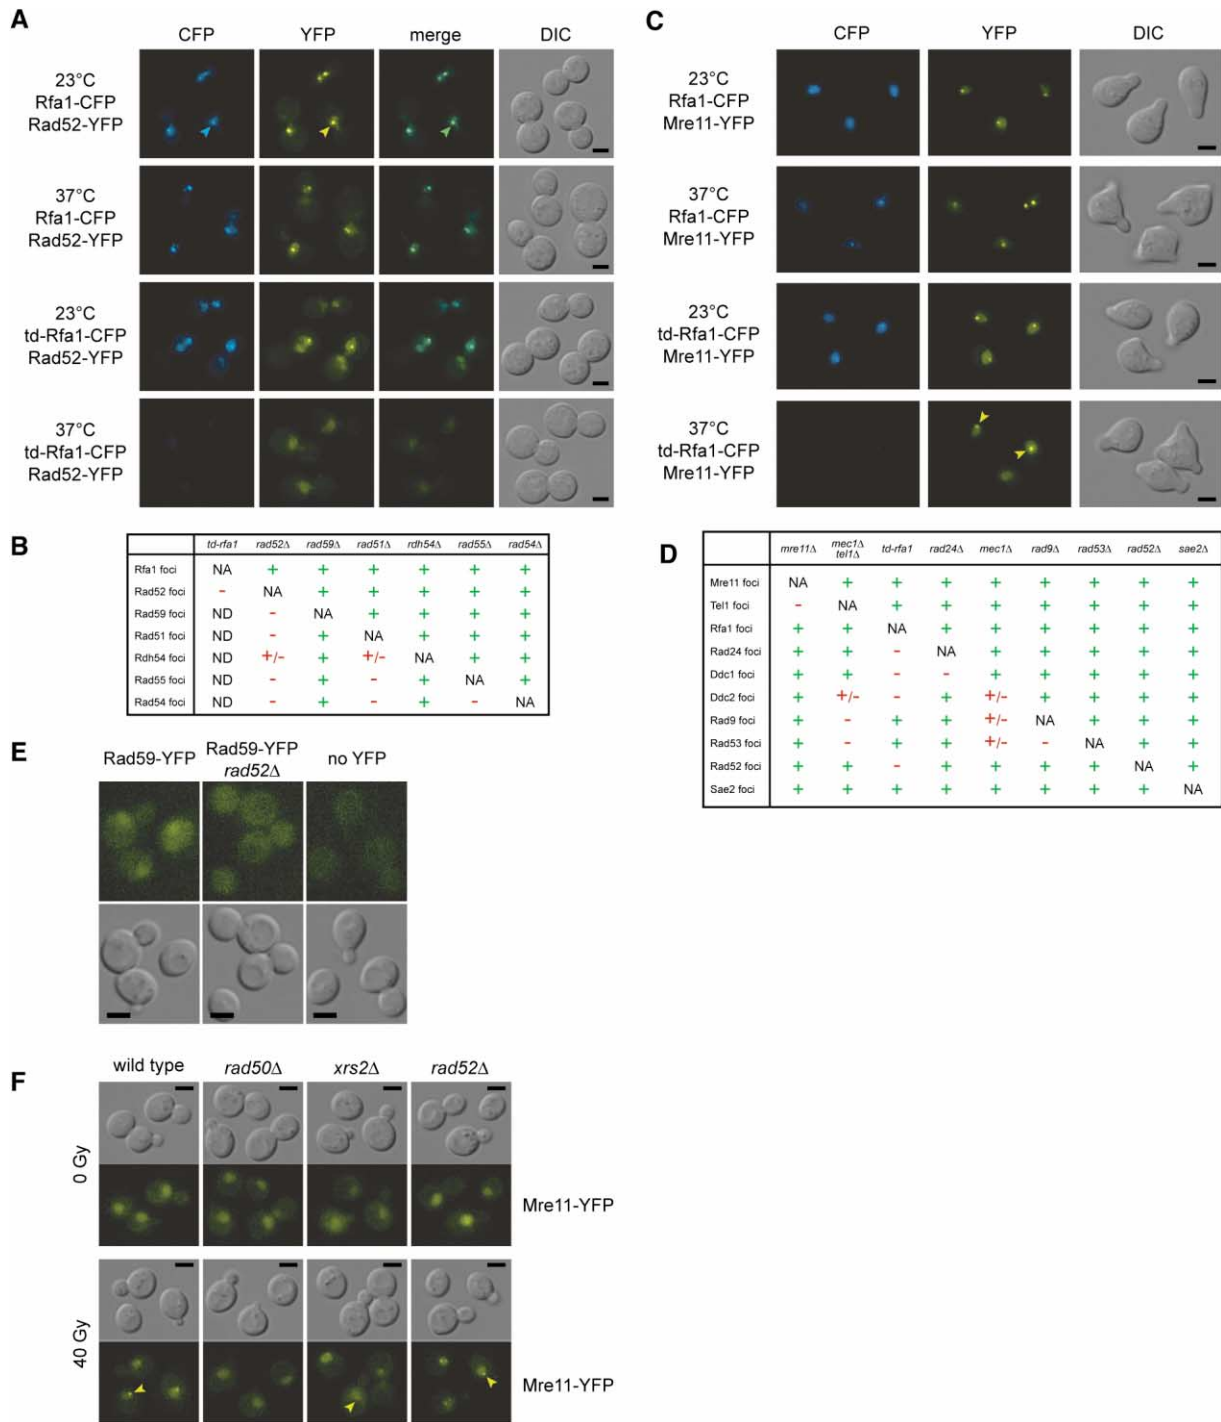 A
CFP YFP merge DIC
23°C
Rfa1-CFP
Rad52-YFP
37°C
Rfa1-CFP
Rad52-YFP
23°C
td-Rfa1-CFP
Rad52-YFP
37°C
td-Rfa1-CFP
Rad52-YFP
C
CFP YFP DIC
23°C
Rfa1-CFP
Mre11-YFP
37°C
Rfa1-CFP
Mre11-YFP
23°C
td-Rfa1-CFP
Mre11-YFP
37°C
td-Rfa1-CFP
Mre11-YFP
B
td-rfa1 rad52Δ rad59Δ rad51Δ rdh54Δ rad55Δ rad54Δ
Rfa1 foci NA + + + + + +
Rad52 foci - NA + + + + +
Rad59 foci ND - NA + + + +
Rad51 foci ND - + NA + + +
Rdh54 foci ND +/- + +/- NA + +
Rad55 foci ND - + - + NA +
Rad54 foci ND - + - + - NA
D
mre11Δ mec1Δ tel1Δ td-rfa1 rad24Δ mec1Δ rad9Δ rad53Δ rad52Δ sae2Δ
Mre11 foci NA + + + + + + + +
Tel1 foci - NA + + + + + + +
Rfa1 foci + + NA + + + + + +
Rad24 foci + + - NA + + + + +
Ddc1 foci + + - - + + + + +
Ddc2 foci + +/- - + +/- + + + +
Rad9 foci + - + + +/- NA + + +
Rad53 foci + - + + +/- - NA + +
Rad52 foci + + - + + + + NA +
Sae2 foci + + + + + + + + NA
E
Rad59-YFP Rad59-YFP rad52Δ no YFP
F
wild type rad50Δ xrs2Δ rad52Δ
0 Gy
Mre11-YFP
40 Gy
Mre11-YFP